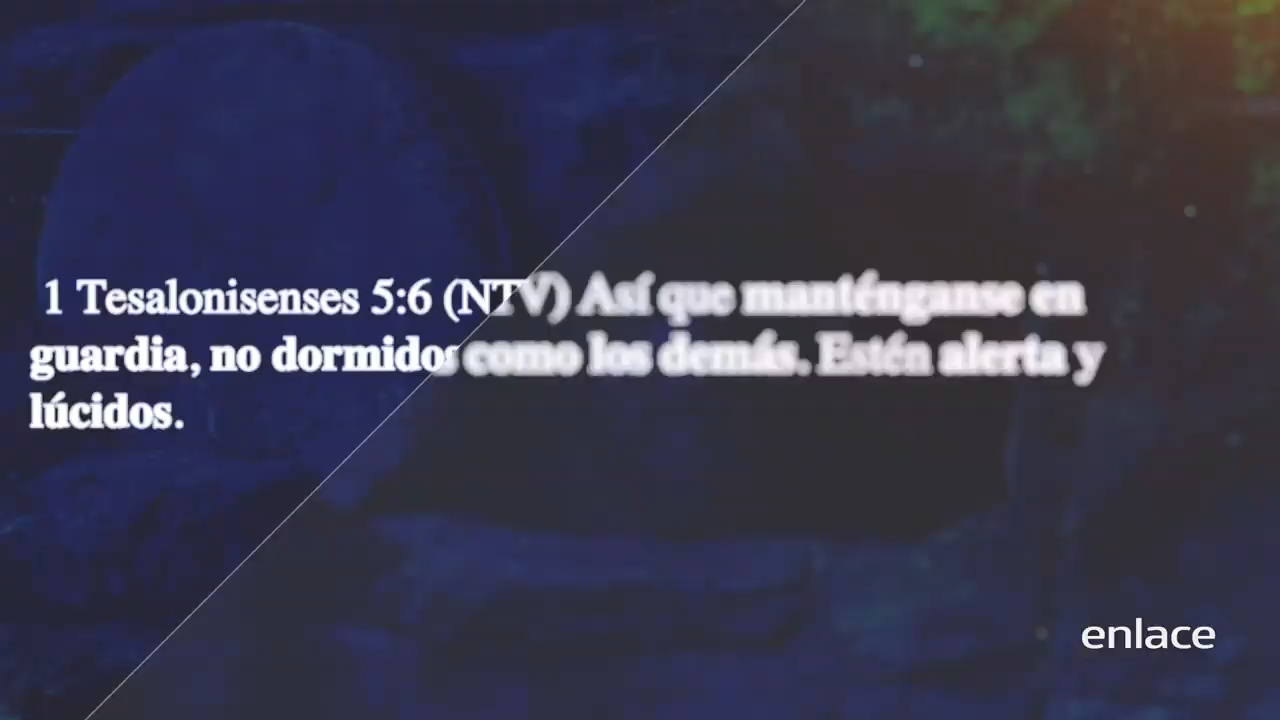 1 Tesalonisenses 5:6 (NTV) Así que manténganse en
guardia, no dormidos como los demás. Estén alerta y
lúcidos.
enlace